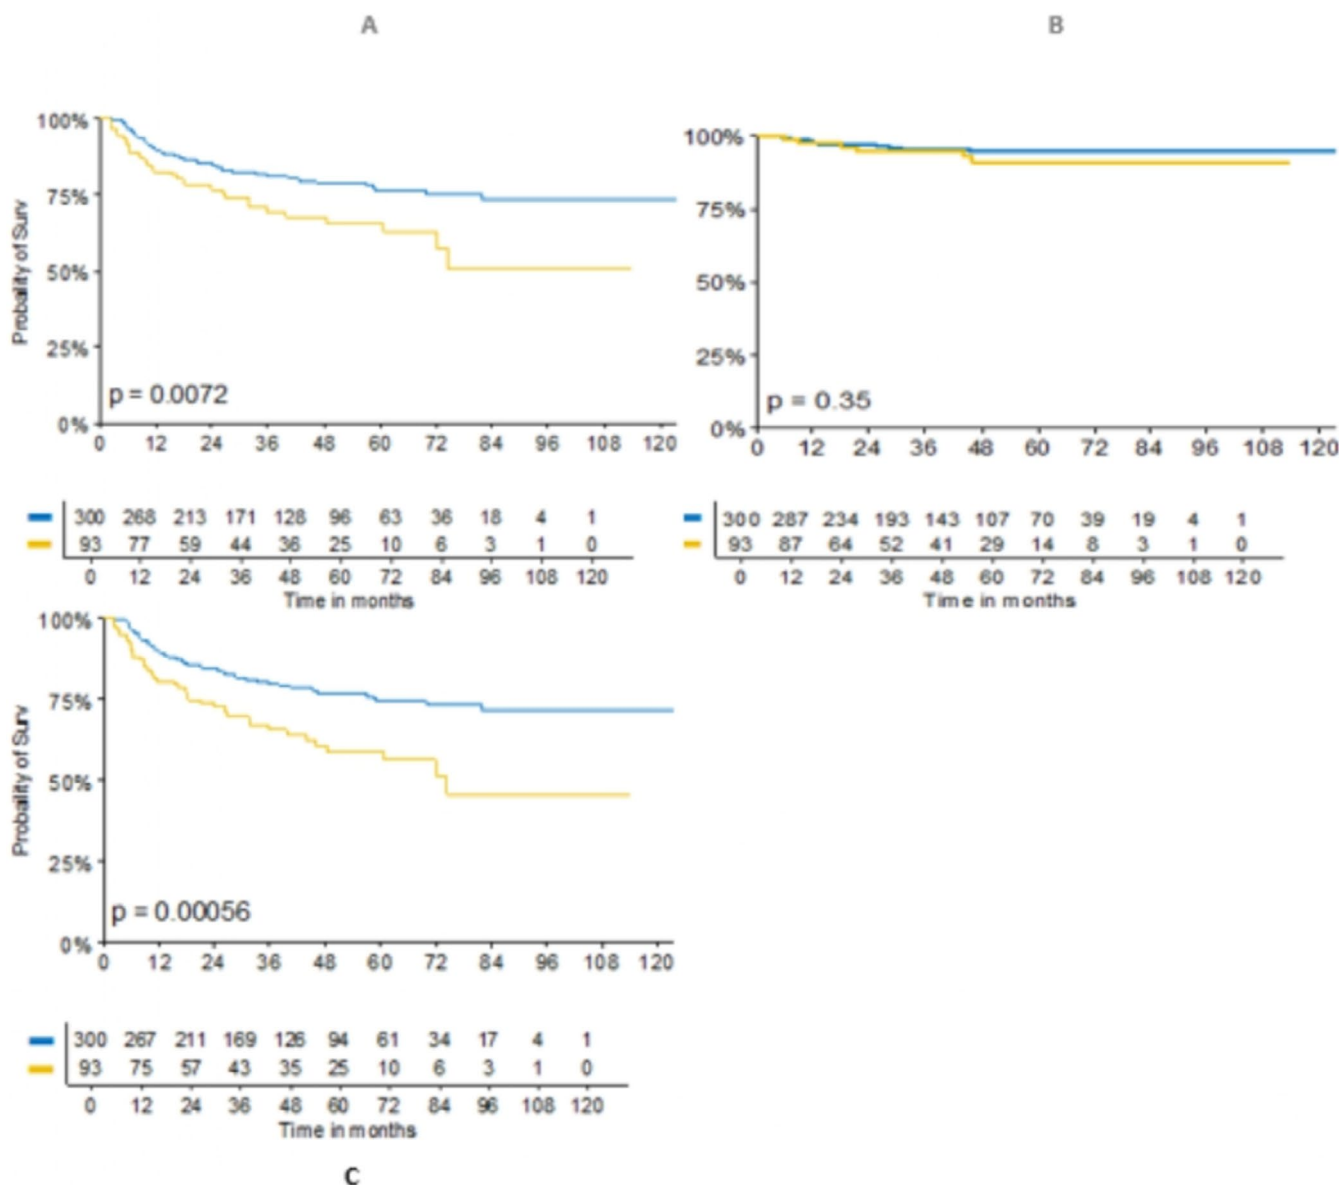 A
B
100%
75%
50%
25%
0%
Probaility of Surv
p = 0.0072
0 12 24 36 48 60 72 84 96 108 120
300 268 213 171 128 96 63 36 18 4 1
93 77 59 44 36 25 10 6 3 1 0
0 12 24 36 48 60 72 84 96 108 120
Time in months
100%
75%
50%
25%
0%
p = 0.35
0 12 24 36 48 60 72 84 96 108 120
300 287 234 193 143 107 70 39 19 4 1
93 87 64 52 41 29 14 8 3 1 0
0 12 24 36 48 60 72 84 96 108 120
Time in months
100%
75%
50%
25%
0%
Probaility of Surv
p = 0.00056
0 12 24 36 48 60 72 84 96 108 120
300 267 211 169 126 94 61 34 17 4 1
93 75 57 43 35 25 10 6 3 1 0
0 12 24 36 48 60 72 84 96 108 120
Time in months
C